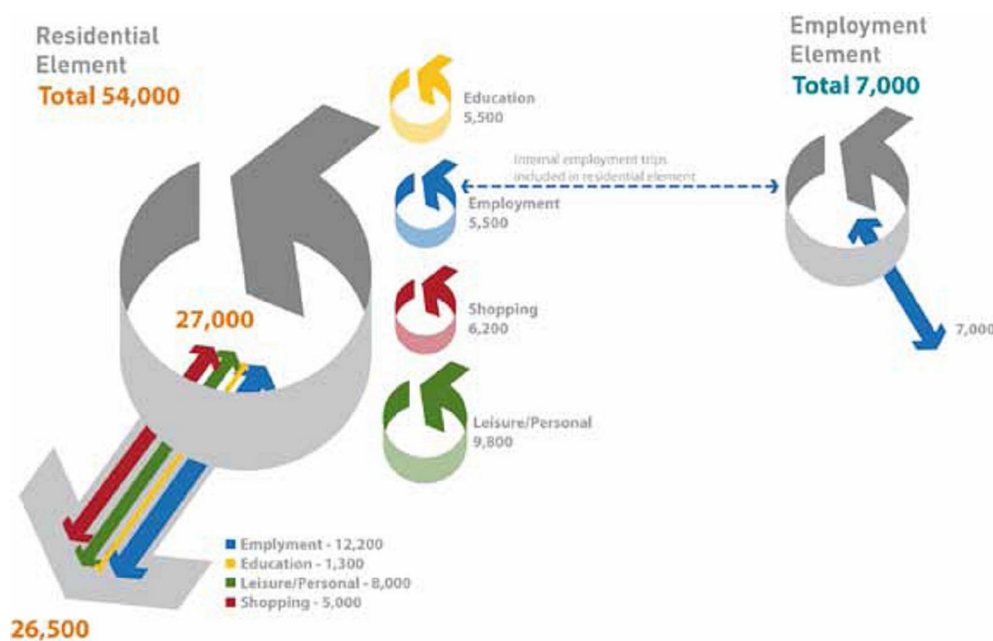 Residential
Element
Total 54,000
Employment
Element
Total 7,000
Education
5,500
Internal employment trips
included in residential element
Employment
5,500
Shopping
6,200
27,000
7,000
Leisure/Personal
9,800
Emplyment - 12,200
Education - 1,300
Leisure/Personal - 8,000
Shopping - 5,000
26,500